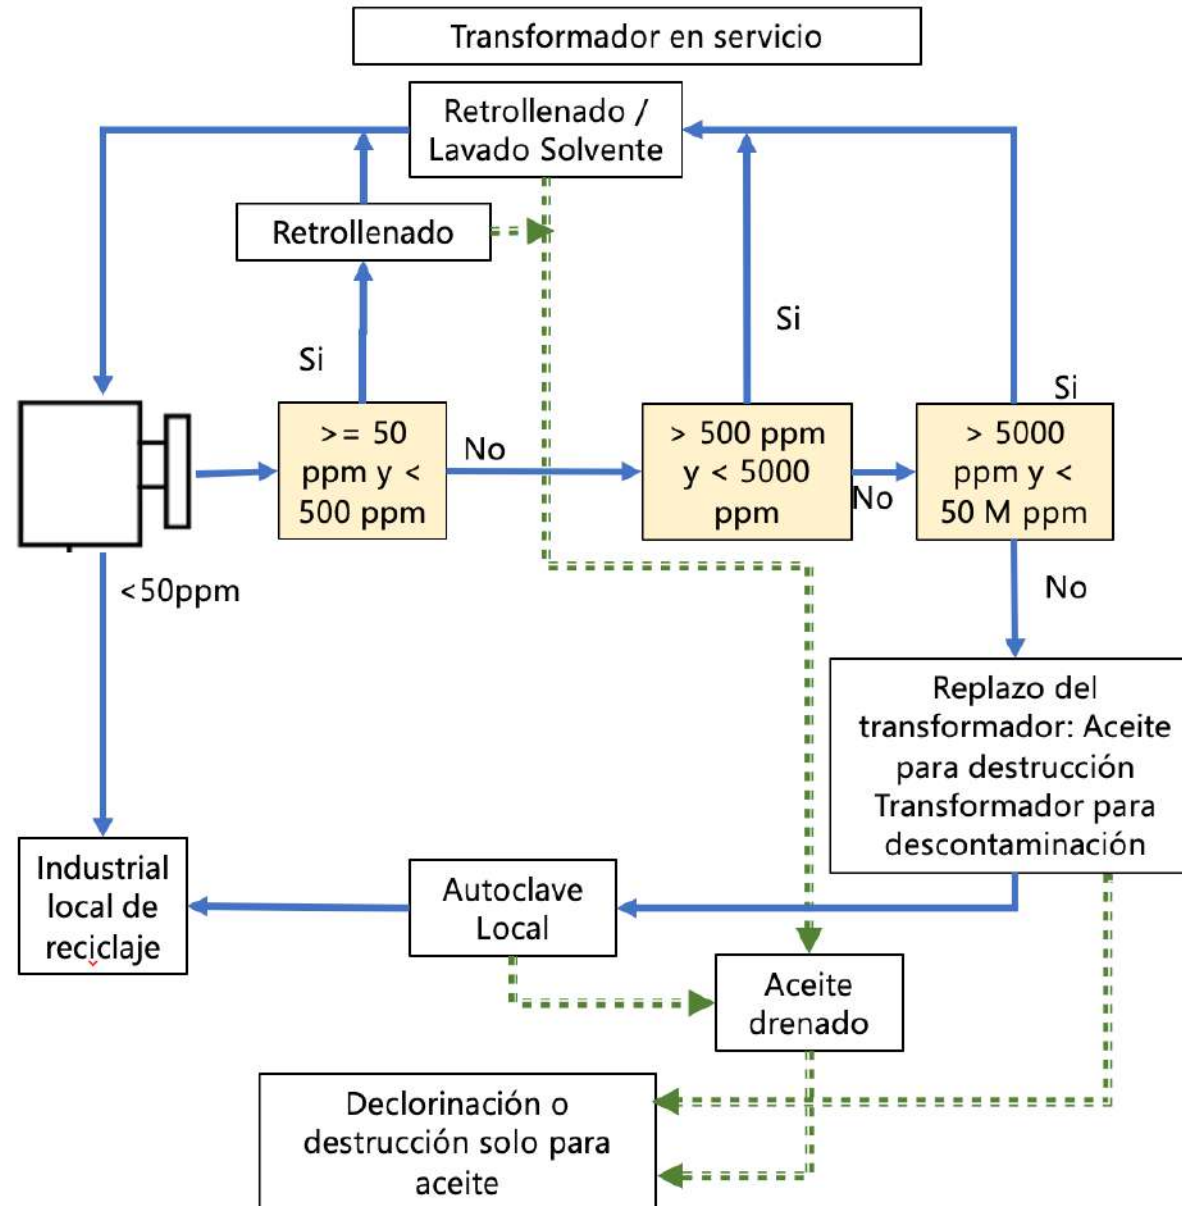 Transformador en servicio
Retrollenado /
Lavado Solvente
Retrollenado
Si
Si
Si
>= 50
ppm y <
500 ppm
No
> 500 ppm
y < 5000
ppm
No
> 5000
ppm y <
50 M ppm
<50ppm
No
Replazo del
transformador: Aceite
para destrucción
Transformador para
descontaminación
Industrial
local de
reciclaje
Autoclave
Local
Aceite
drenado
Declorinación o
destrucción solo para
aceite